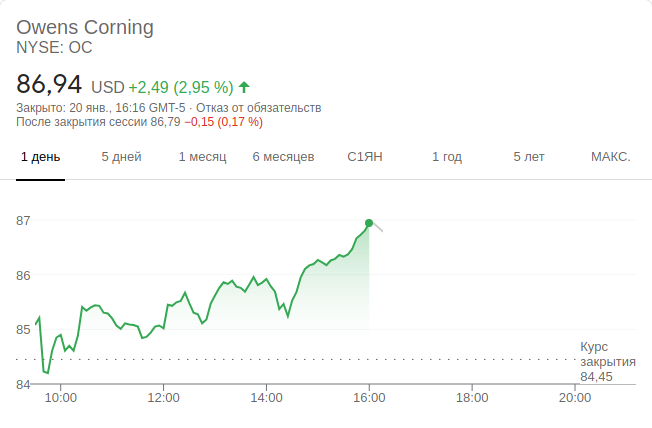 Owens Corning
NYSE: OC
86,94 USD +2,49 (2,95 %)
Закрыто: 20 янв., 16:16 GMT-5 · Отказ от обязательств
После закрытия сессии 86,79 −0,15 (0,17 %)
1 день 5 дней 1 месяц 6 месяцев С1ЯН 1 год 5 лет МАКС.
87
86
85
Курс
закрытия
84,45
84
10:00 12:00 14:00 16:00 18:00 20:00